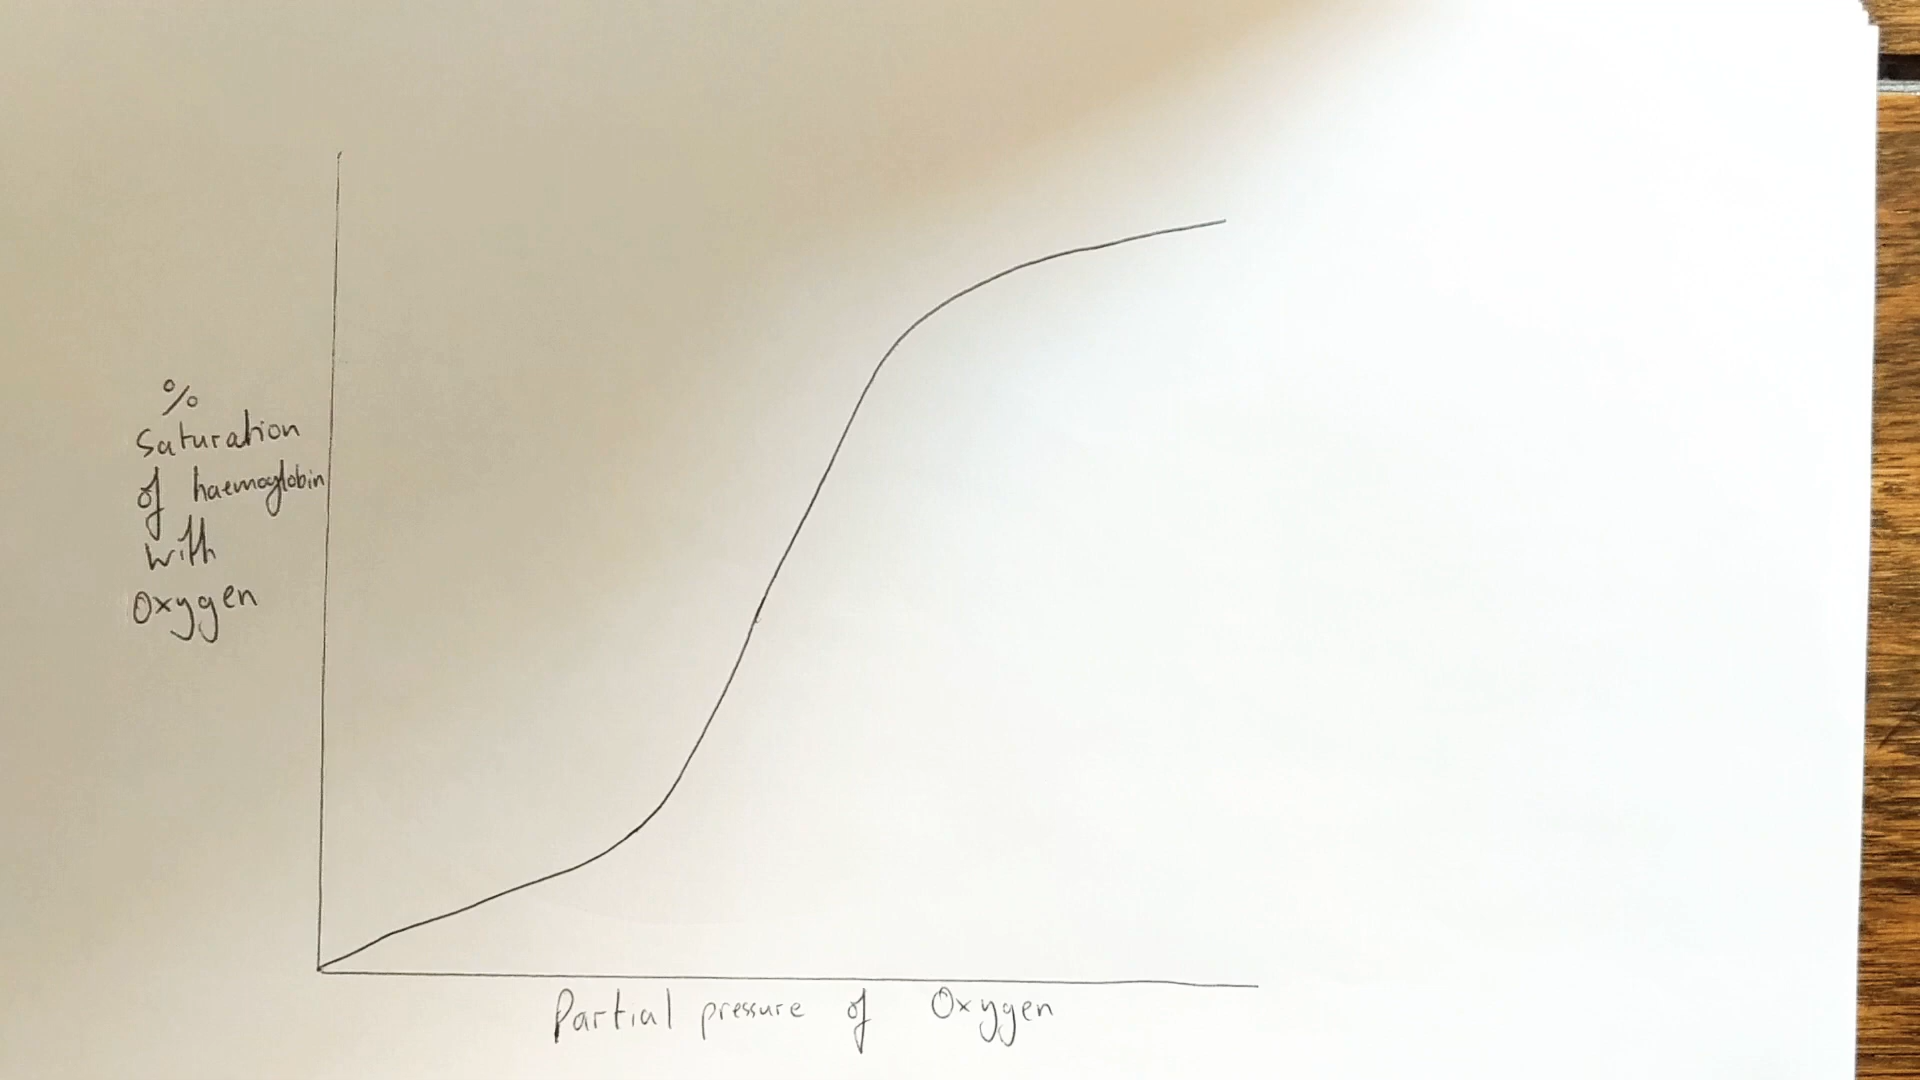 %
Saturation
of haemoglobin
with
Oxygen
Partial pressure of Oxygen